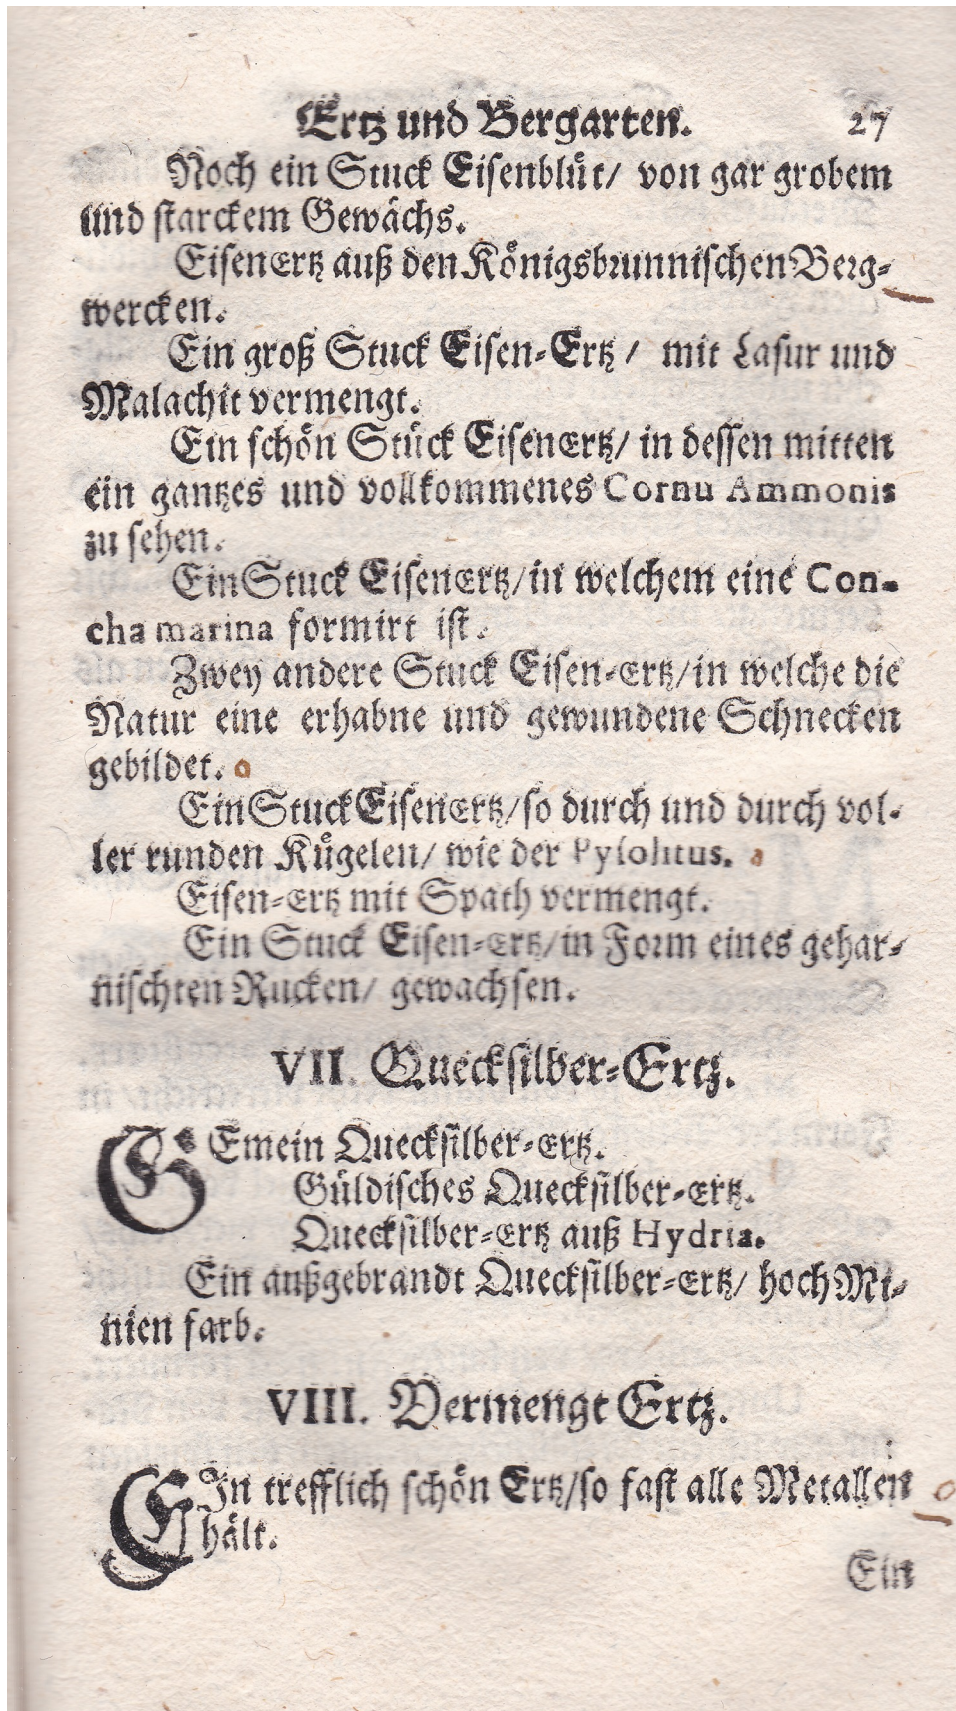 Ertz und Bergarten. 27
Noch ein Stuck Eisenblüt/ von gar grobem
und starckem Gewächs.
Eisenertz auß den Königsbrunnischen Berg-
wercken.
Ein groß Stuck Eisen-Ertz / mit Lasur und
Malachit vermengt.
Ein schön Stück Eisenertz/ in dessen mitten
ein gantzes und vollkommenes Cornu Ammonis
zu sehen.
Ein Stuck Eisenertz/ in welchem eine Con-
cha marina formirt ist.
Zwey andere Stuck Eisen-ertz/ in welche die
Natur eine erhabne und gewundene Schnecken
gebildet.
Ein Stuck Eisenertz/ so durch und durch vol-
ler runden Kügelen/ wie der Pysolitus.
Eisen-ertz mit Spath vermengt.
Ein Stuck Eisen-ertz/ in Form eines gehar-
nischten Rucken/ gewachsen.
VII. Quecksilber-Ertz.
GEmein Quecksilber-ertz.
Güldisches Quecksilber-ertz.
Quecksilber-ertz auß Hydria.
Ein außgebrandt Quecksilber-ertz/ hoch Mi-
nien farb.
VIII. Vermengt Ertz.
EIn trefflich schön Ertz/ so fast alle Metallen
hält.
Ein